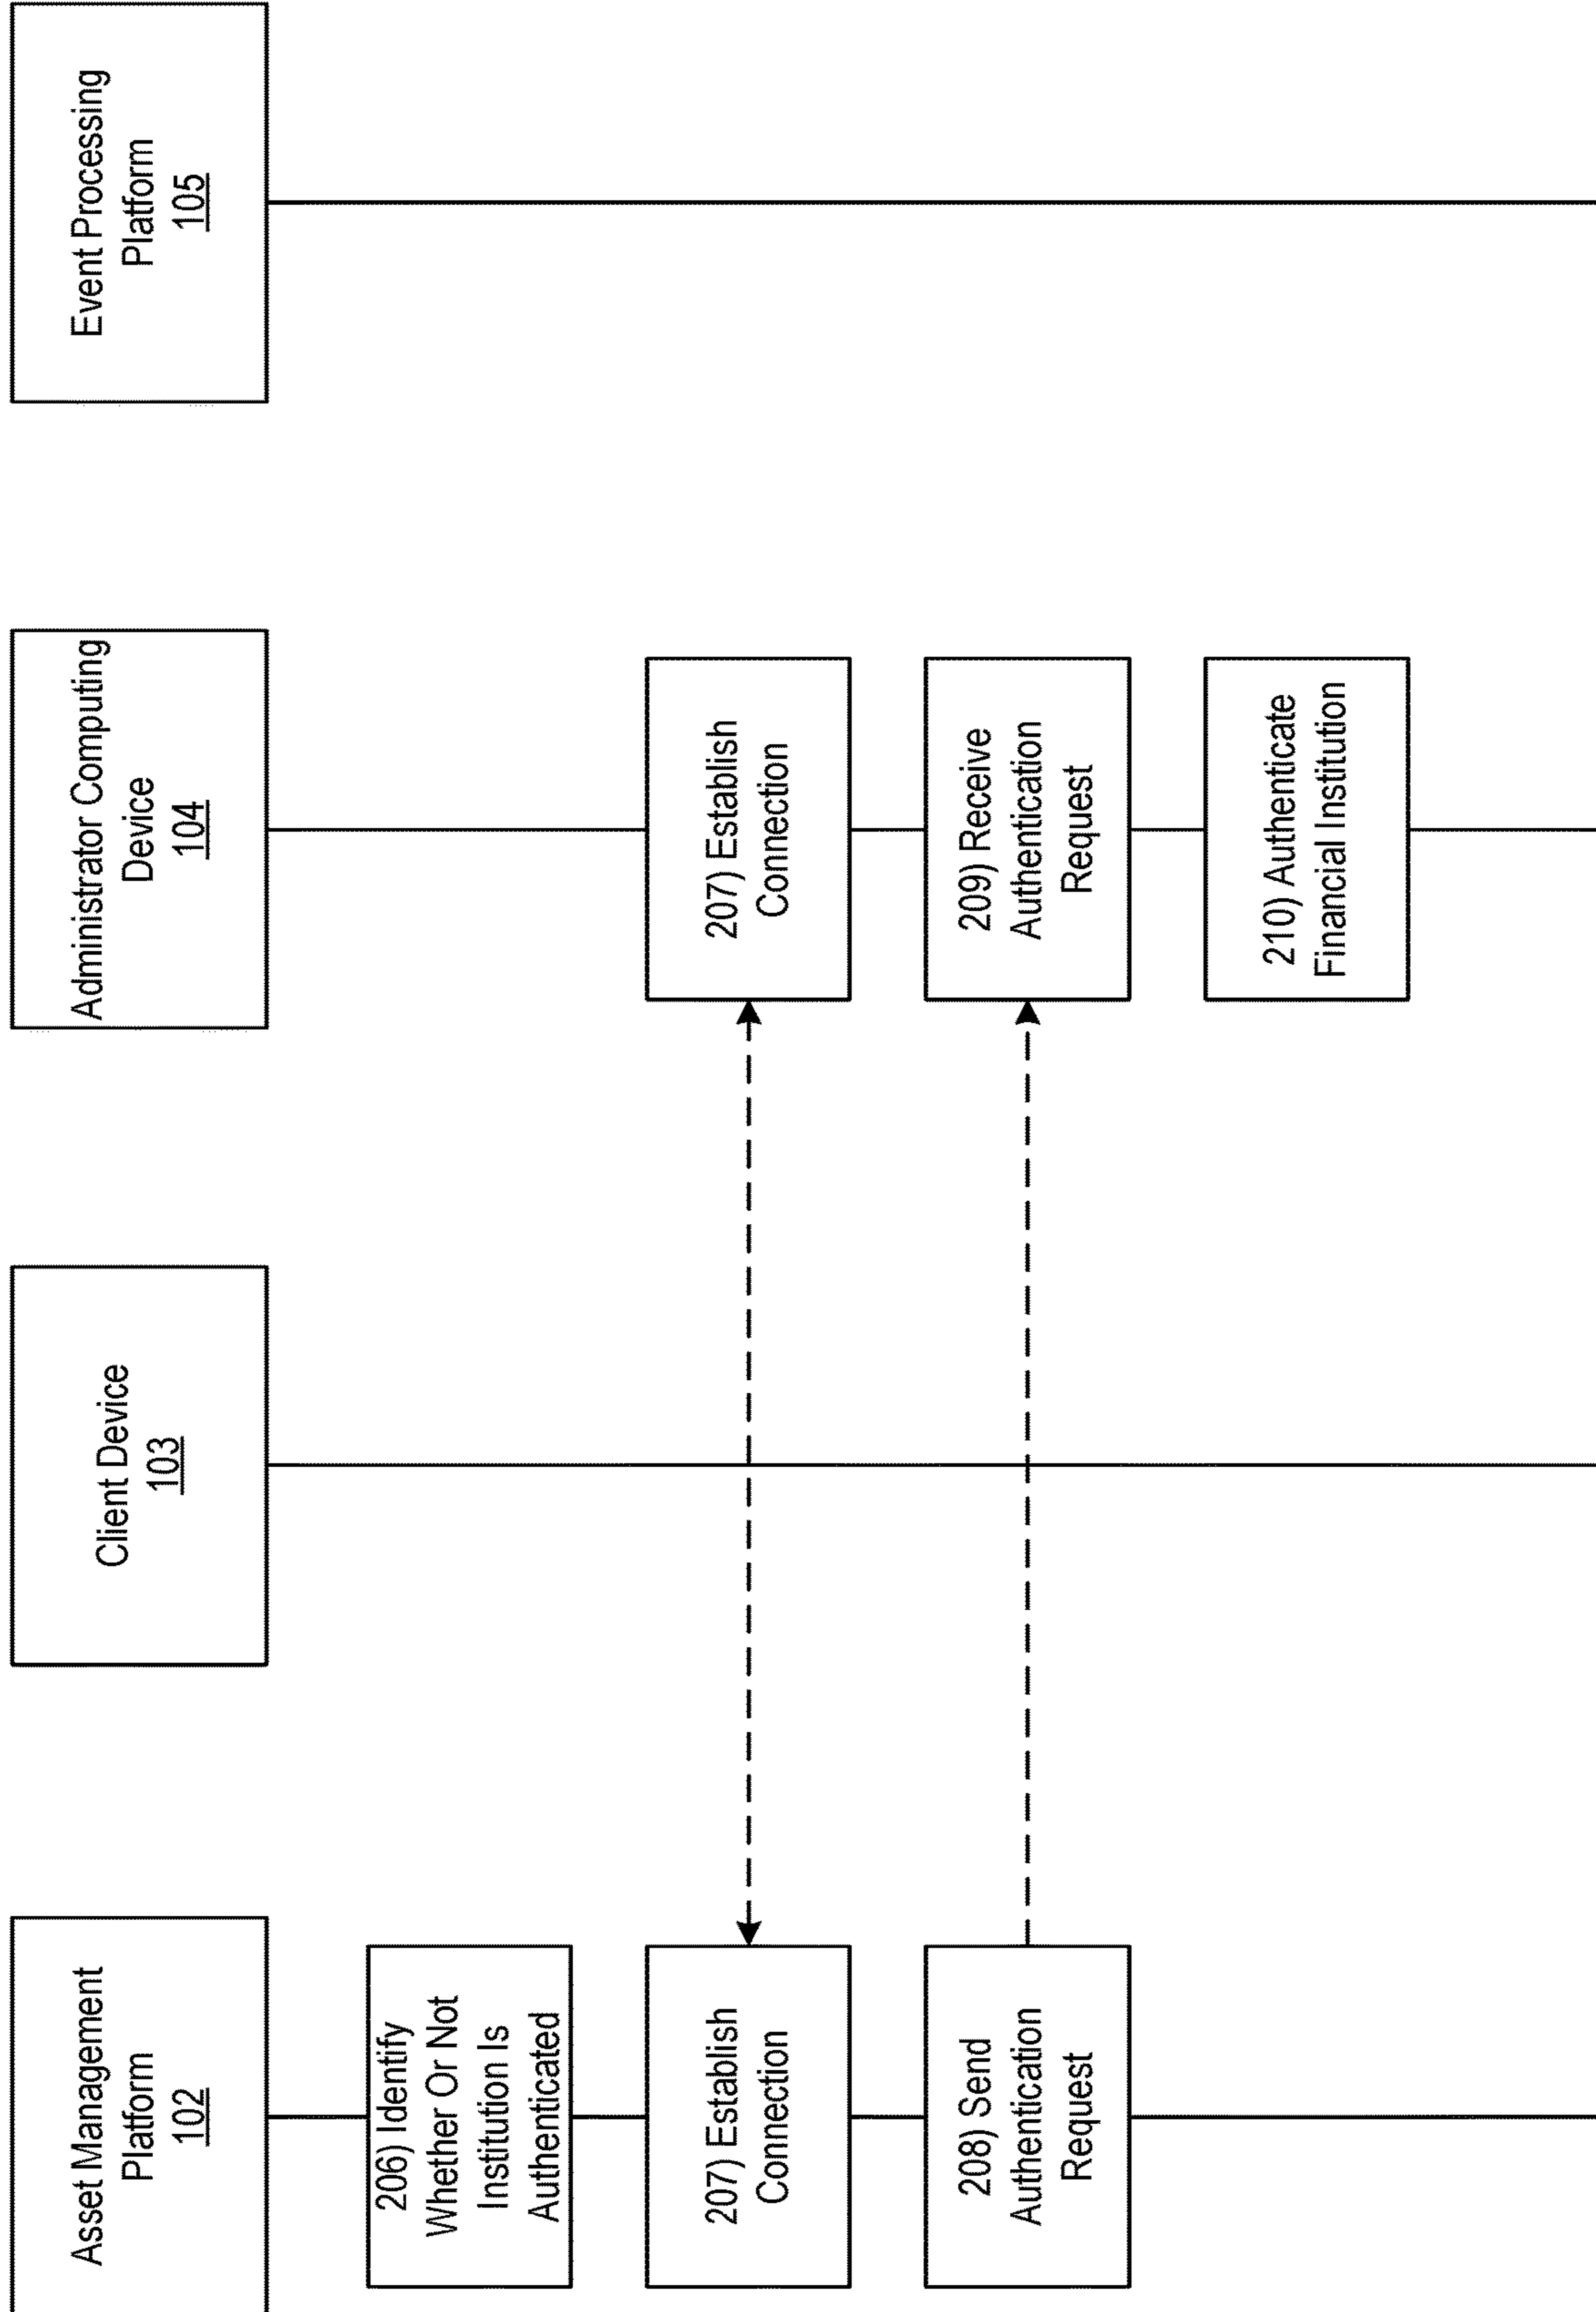 Asset Management
Platform
102
Client Device
103
Administrator Computing
Device
104
Event Processing
Platform
105
206) Identify
Whether Or Not
Institution Is
Authenticated
207) Establish
Connection
207) Establish
Connection
208) Send
Authentication
Request
209) Receive
Authentication
Request
210) Authenticate
Financial Institution